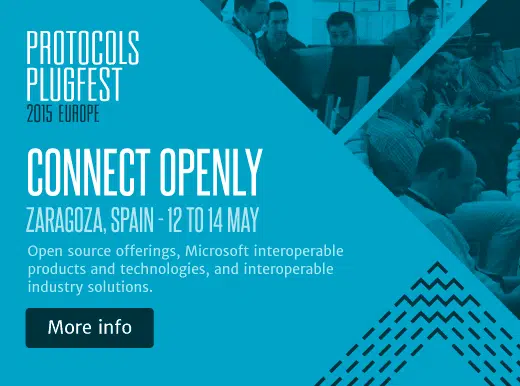 PROTOCOLS
PLUGFEST
2015 EUROPE
CONNECT OPENLY
ZARAGOZA, SPAIN - 12 TO 14 MAY
Open source offerings, Microsoft interoperable
products and technologies, and interoperable
industry solutions.
More info